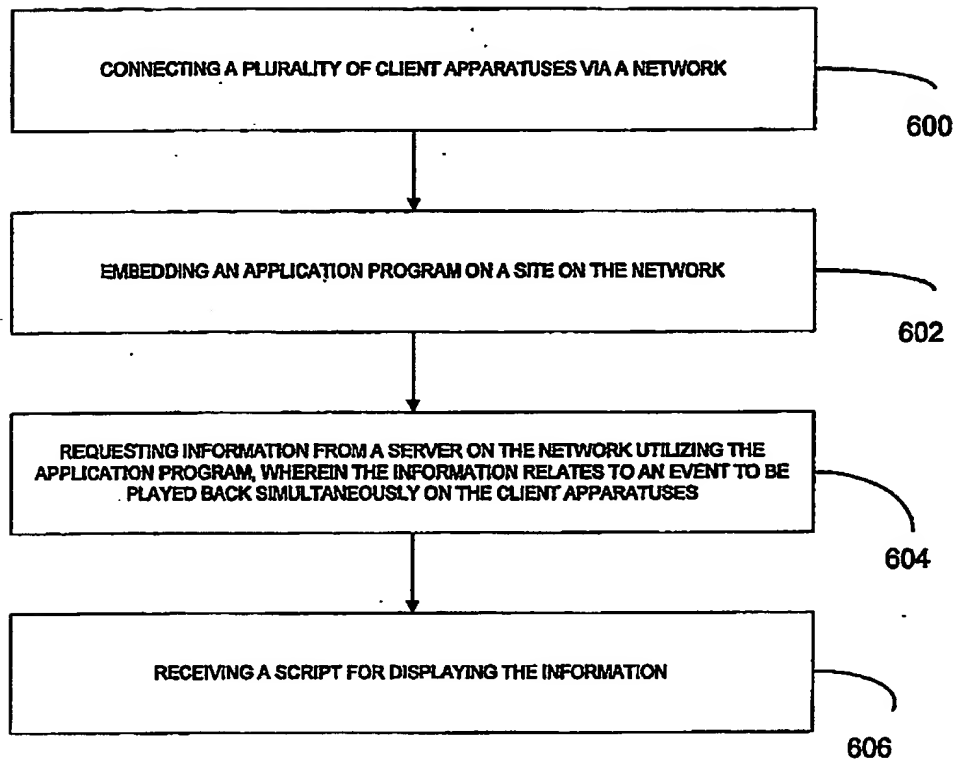 CONNECTING A PLURALITY OF CLIENT APPARATUSES VIA A NETWORK
600
EMBEDDING AN APPLICATION PROGRAM ON A SITE ON THE NETWORK
602
REQUESTING INFORMATION FROM A SERVER ON THE NETWORK UTILIZING THE
APPLICATION PROGRAM, WHEREIN THE INFORMATION RELATES TO AN EVENT TO BE
PLAYED BACK SIMULTANEOUSLY ON THE CLIENT APPARATUSES
604
RECEIVING A SCRIPT FOR DISPLAYING THE INFORMATION
606